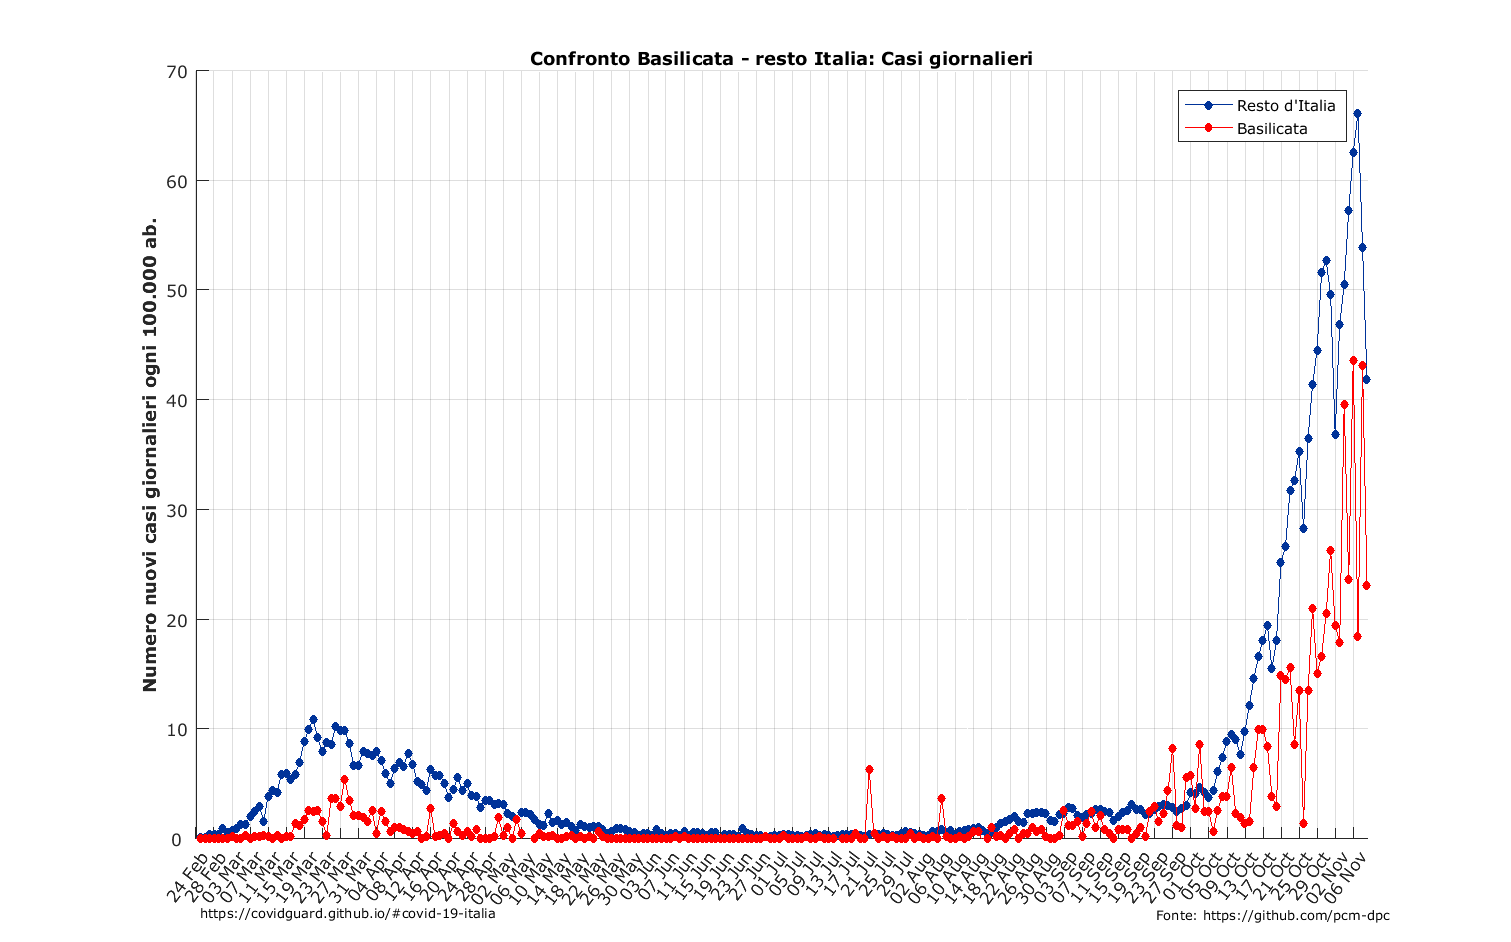 Confronto Basilicata - resto Italia: Casi giornalieri
Resto d'Italia
Basilicata
Numero nuovi casi giornalieri ogni 100.000 ab.
70
60
50
40
30
20
10
0
24 Feb
28 Feb
03 Mar
07 Mar
11 Mar
15 Mar
19 Mar
23 Mar
27 Mar
31 Mar
04 Apr
08 Apr
12 Apr
16 Apr
20 Apr
24 Apr
28 Apr
02 May
06 May
10 May
14 May
18 May
22 May
26 May
30 May
03 Jun
07 Jun
11 Jun
15 Jun
19 Jun
23 Jun
27 Jun
01 Jul
05 Jul
09 Jul
13 Jul
17 Jul
21 Jul
25 Jul
29 Jul
02 Aug
06 Aug
10 Aug
14 Aug
18 Aug
22 Aug
26 Aug
30 Aug
03 Sep
07 Sep
11 Sep
15 Sep
19 Sep
23 Sep
27 Sep
01 Oct
05 Oct
09 Oct
13 Oct
17 Oct
21 Oct
25 Oct
29 Oct
02 Nov
06 Nov
https://covidguard.github.io/#covid-19-italia
Fonte: https://github.com/pcm-dpc